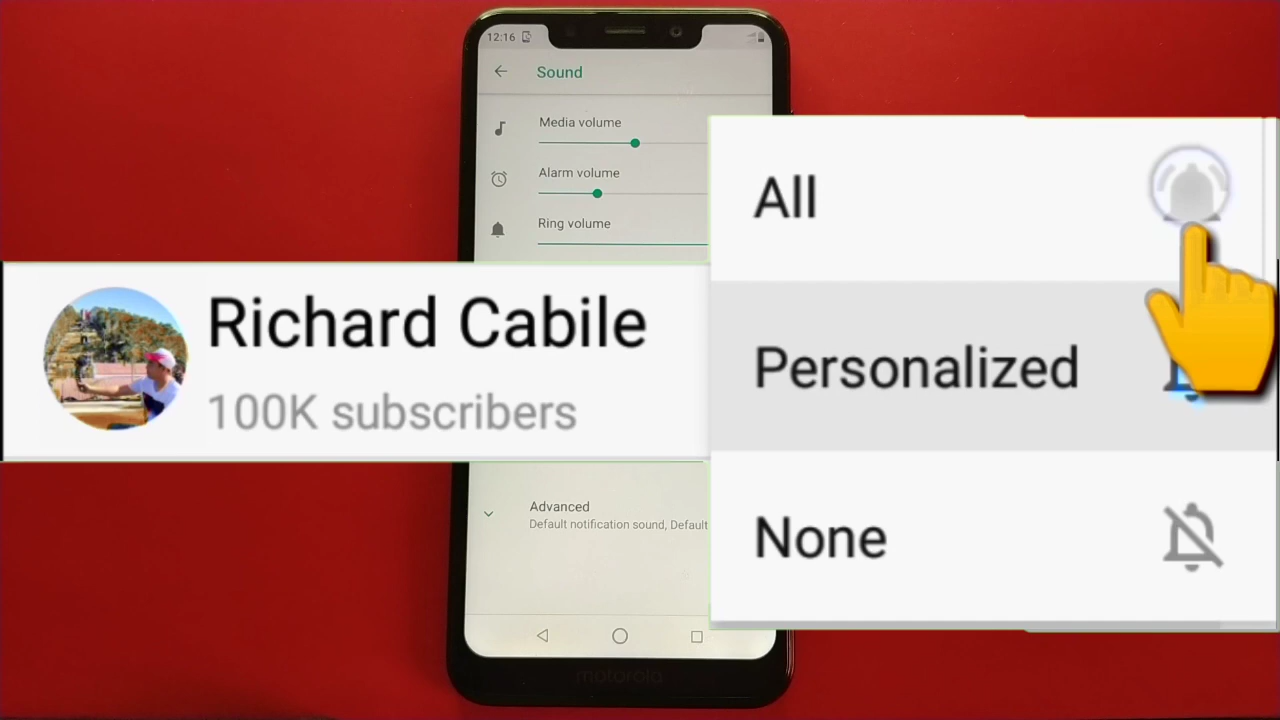 12:16
Sound
Media volume
Alarm volume
Ring volume
Richard Cabile
100K subscribers
All
Personalized
None
Advanced
Default notification sound, Default
motorola